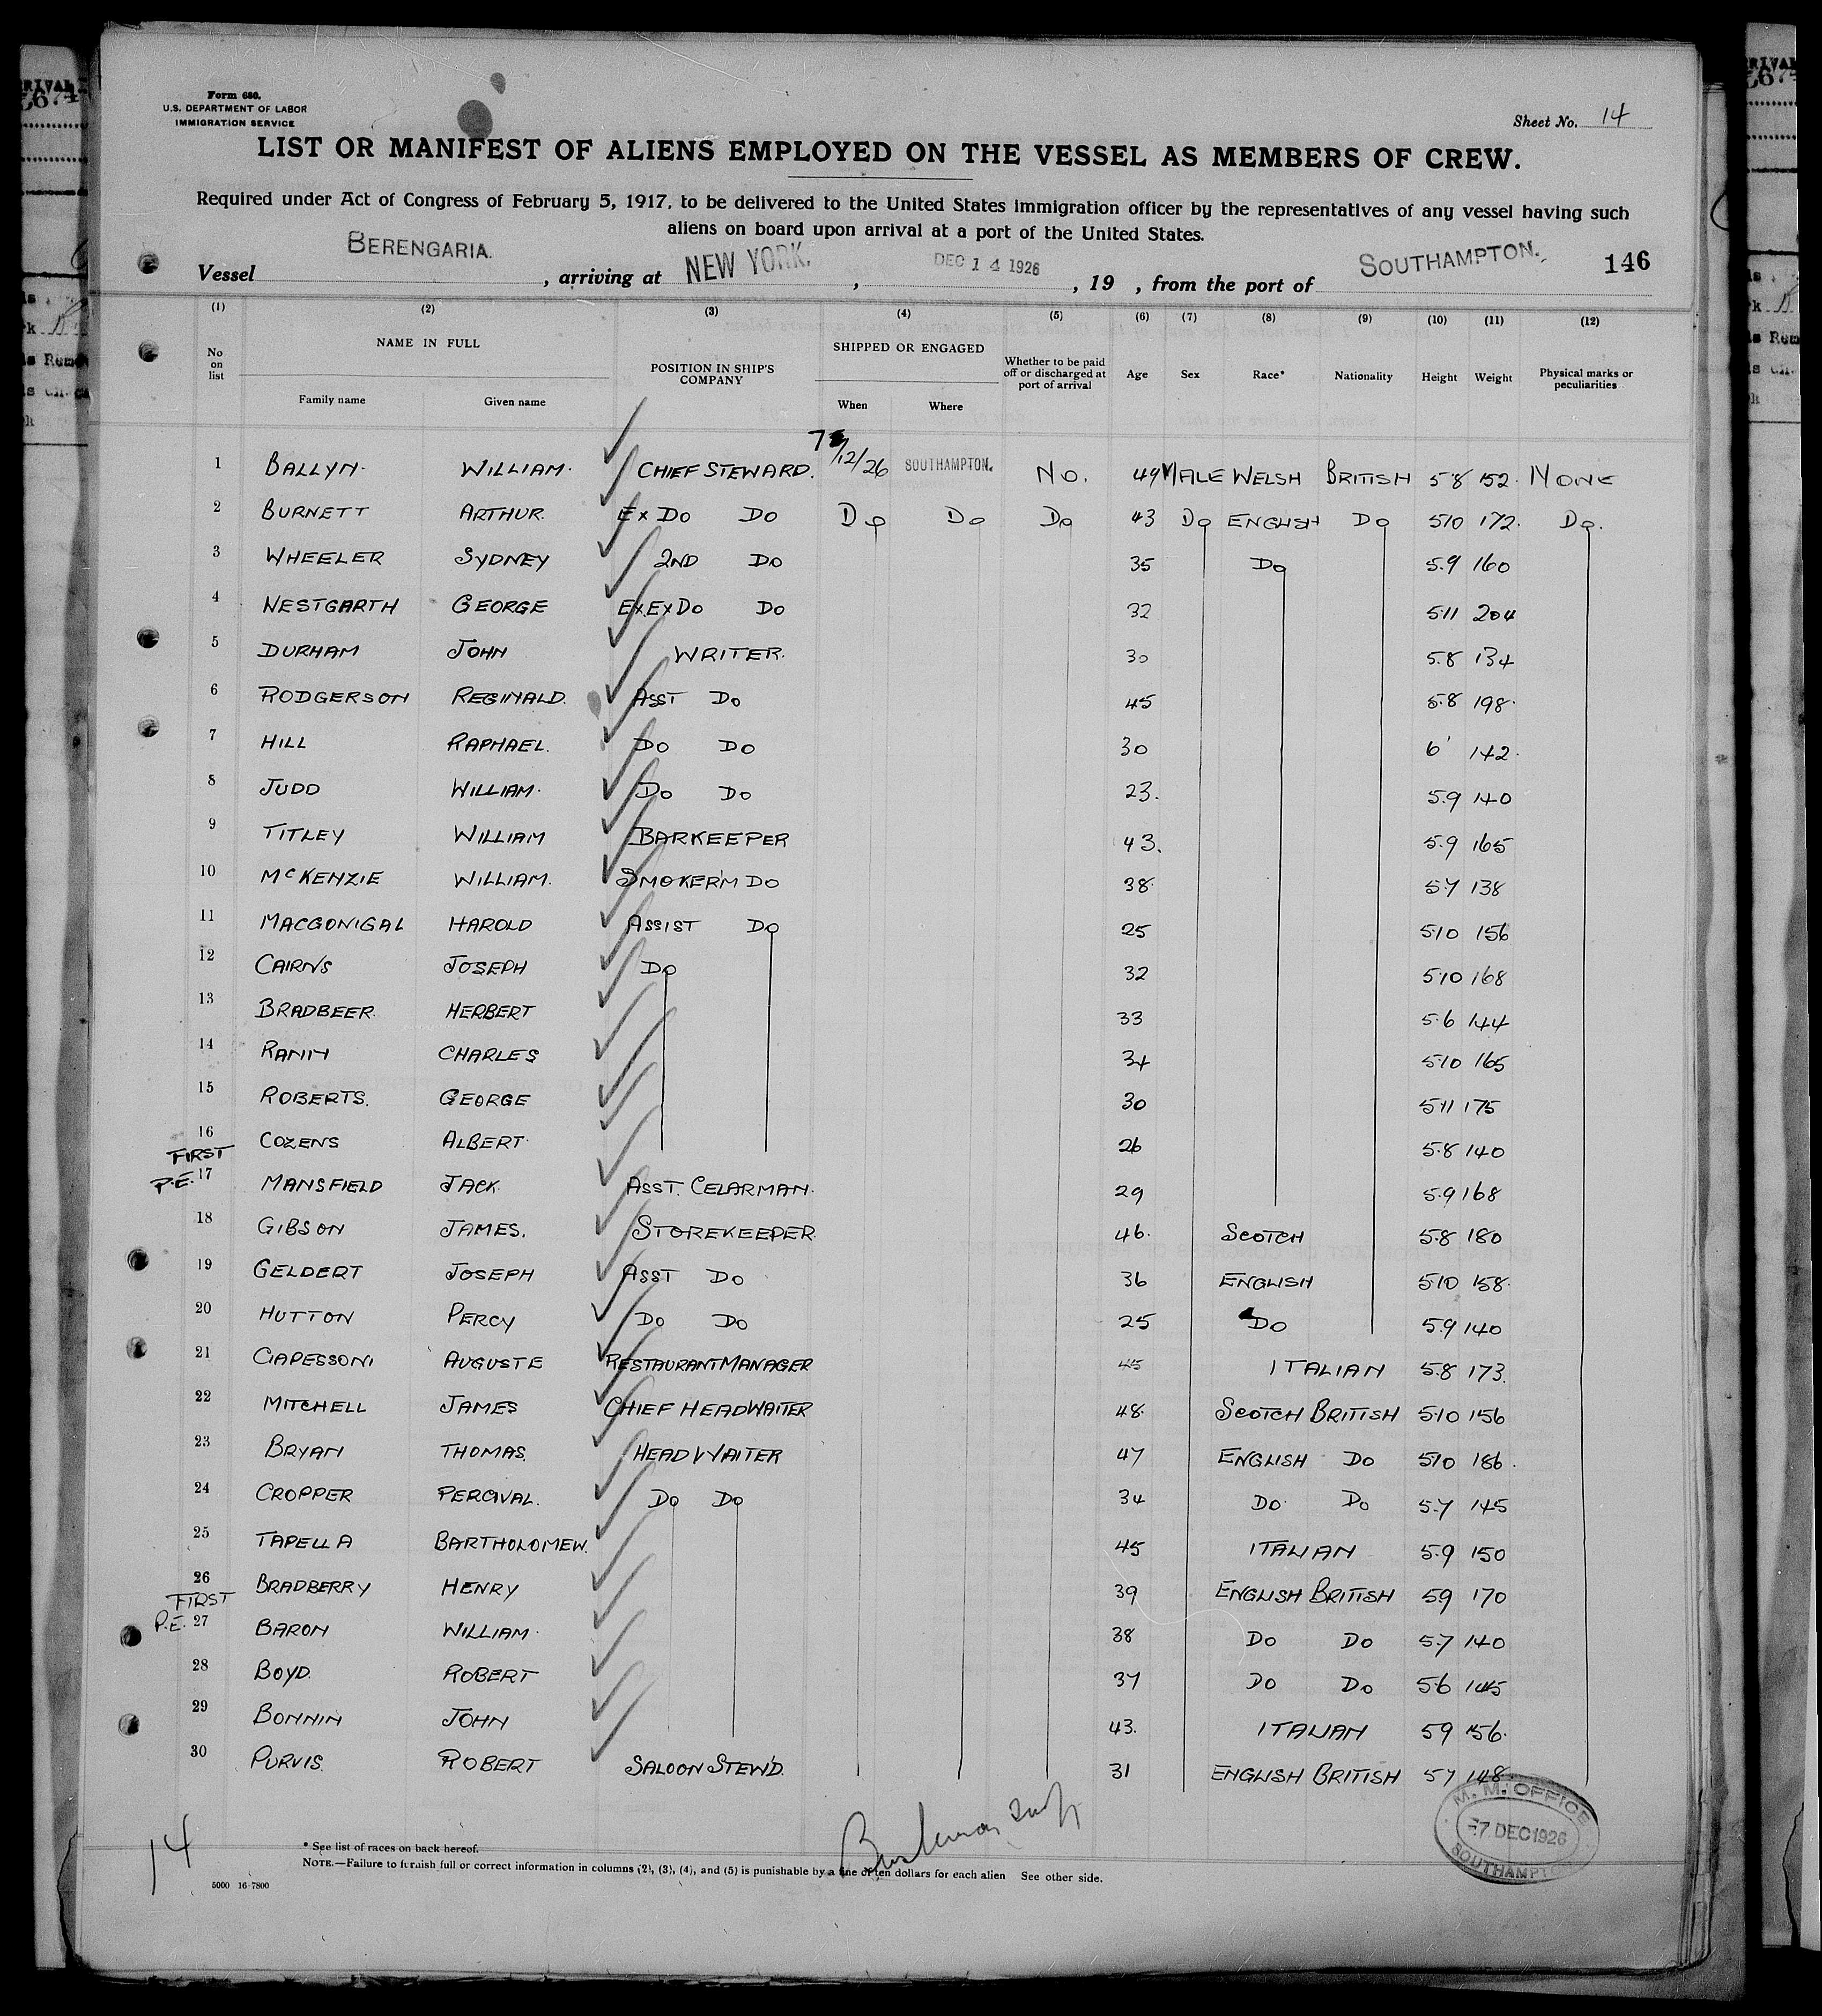 Form 680.
U.S. DEPARTMENT OF LABOR
IMMIGRATION SERVICE
Sheet No. 14
LIST OR MANIFEST OF ALIENS EMPLOYED ON THE VESSEL AS MEMBERS OF CREW.
Required under Act of Congress of February 5, 1917, to be delivered to the United States immigration officer by the representatives of any vessel having such
aliens on board upon arrival at a port of the United States.
Vessel BERENGARIA. , arriving at NEW YORK. , DEC 14 1926 , 19 , from the port of SOUTHAMPTON. 146
(1) (2) (3) (4) (5) (6) (7) (8) (9) (10) (11) (12)
No on list NAME IN FULL Family name Given name POSITION IN SHIP'S COMPANY SHIPPED OR ENGAGED When Where Whether to be paid off or discharged at port of arrival Age Sex Race* Nationality Height Weight Physical marks or peculiarities
1 BALLYN. WILLIAM. CHIEF STEWARD. 7/12/26 SOUTHAMPTON. NO. 49 MALE WELSH BRITISH 5 8 152. NONE
2 BURNETT ARTHUR. EX DO DO DO DO DO 43 DO ENGLISH DO 510 172. DO.
3 WHEELER SYDNEY 2ND DO 35 DO 5.9 160
4 NESTGARTH GEORGE EX.EX DO DO 32 511 204
5 DURHAM JOHN WRITER. 30 5.8 134
6 RODGERSON REGINALD. ASST DO 45 5.8 198.
7 HILL RAPHAEL. DO DO 30 6' 142.
8 JUDD WILLIAM. DO DO 23. 5.9 140
9 TITLEY WILLIAM BARKEEPER 43. 5.9 165
10 McKENZIE WILLIAM. SMOKER'M DO 38. 5.7 138
11 MACGONIGAL HAROLD ASSIST DO 25 5.10 156
12 CAIRNS JOSEPH DO 32 5.10 168
13 BRADBEER. HERBERT 33 5.6 144
14 RANN CHARLES 34 5.10 165
15 ROBERTS. GEORGE 30 5.11 175
16 COZENS ALBERT. 26 5.8 140
FIRST
P.E. 17 MANSFIELD JACK. ASST. CELARMAN. 29 5.9 168
18 GIBSON JAMES. STOREKEEPER. 46. SCOTCH 5.8 180
19 GELDERT JOSEPH ASST DO 36 ENGLISH 5.10 158.
20 HUTTON PERCY DO DO 25 DO 5.9 140
21 CIAPESSONI AUGUSTE RESTAURANT MANAGER 45 ITALIAN 5.8 173.
22 MITCHELL JAMES CHIEF HEADWAITER 48. SCOTCH BRITISH 5.10 156
23 BRYAN THOMAS. HEAD WAITER 47 ENGLISH DO 5.10 186.
24 CROPPER PERCIVAL. DO DO 34 DO. DO 5.7 145
25 TAPELLA BARTHOLOMEW. 45 ITALIAN 5.9 150
26 BRADBERRY HENRY 39 ENGLISH BRITISH 59 170
FIRST
P.E. 27 BARON WILLIAM. 38 DO DO 5.7 140
28 BOYD. ROBERT 37 DO DO 5.6 145
29 BONNIN JOHN 43. ITALIAN 59 156.
30 PURVIS. ROBERT SALOON STEW'D. 31 ENGLISH BRITISH 57 148.
M. M. OFFICE
7 DEC 1926
SOUTHAMPTON
14
* See list of races on back hereof.
NOTE.—Failure to furnish full or correct information in columns (2), (3), (4), and (5) is punishable by a fine of ten dollars for each alien See other side.
5000 16-7800